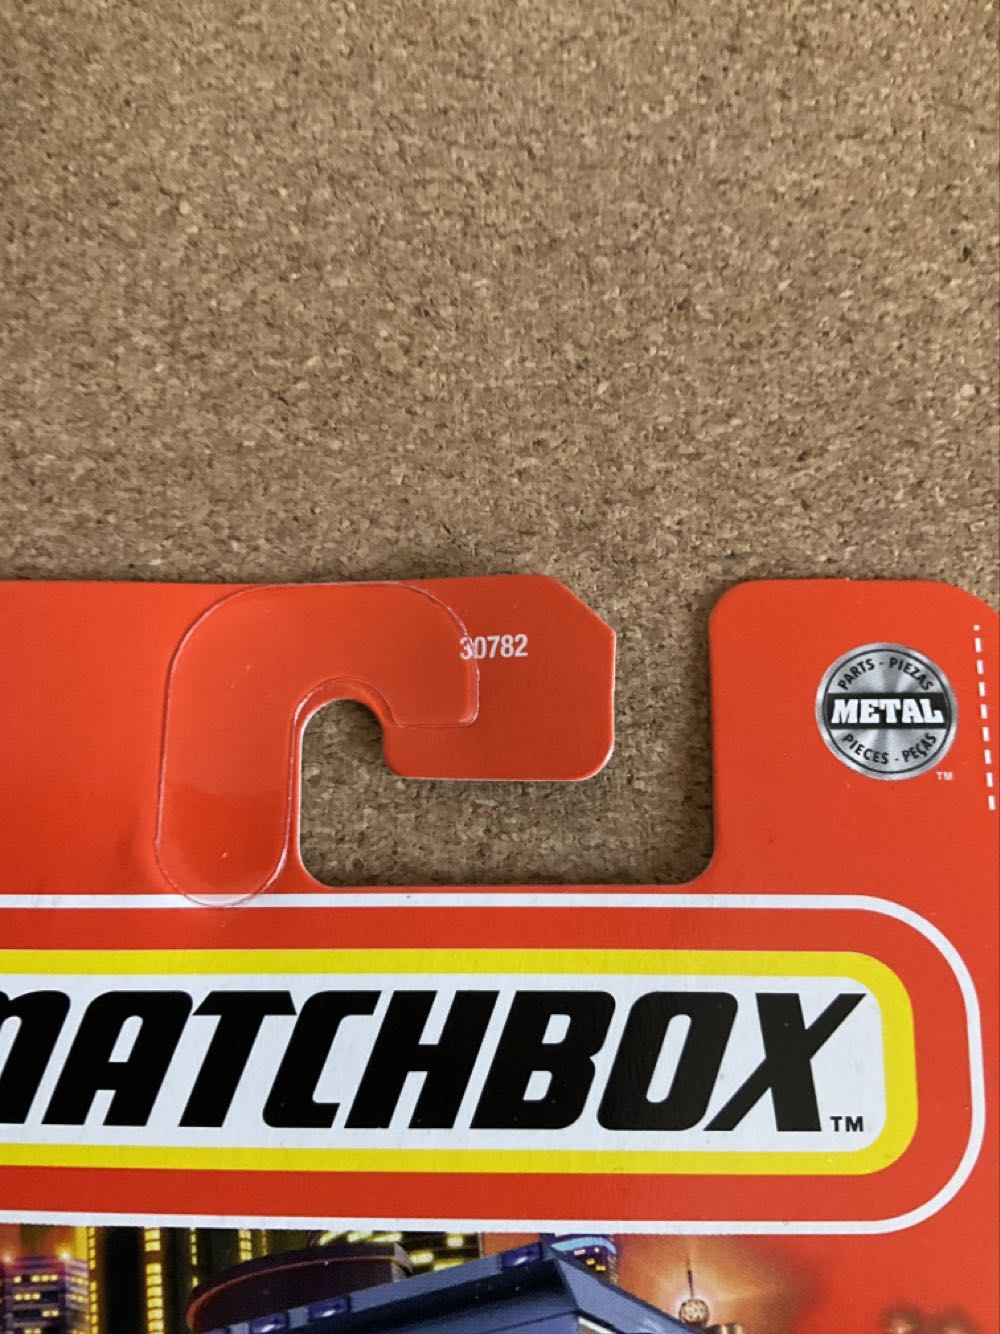 30782
PARTS - PIEZAS
METAL
PIECES - PEÇAS
TM
MATCHBOX TM